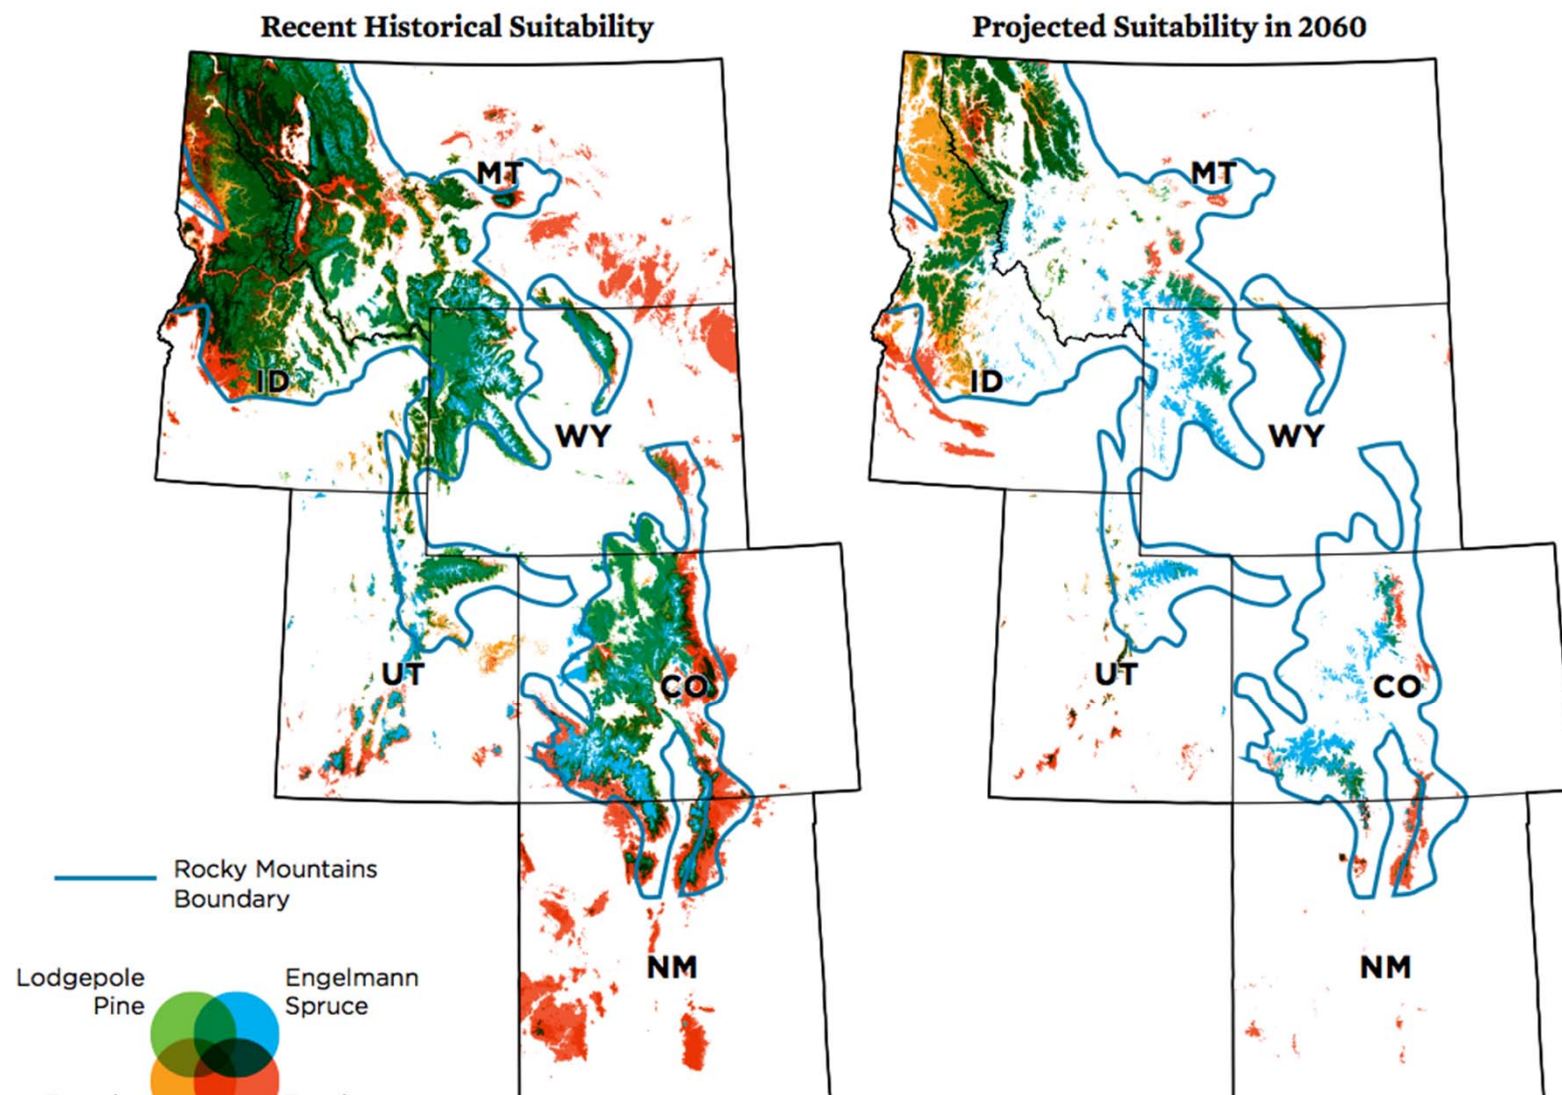 Recent Historical Suitability
Projected Suitability in 2060
MT
MT
ID
ID
WY
WY
UT
UT
CO
CO
Rocky Mountains
Boundary
NM
NM
Lodgepole
Pine
Engelmann
Spruce